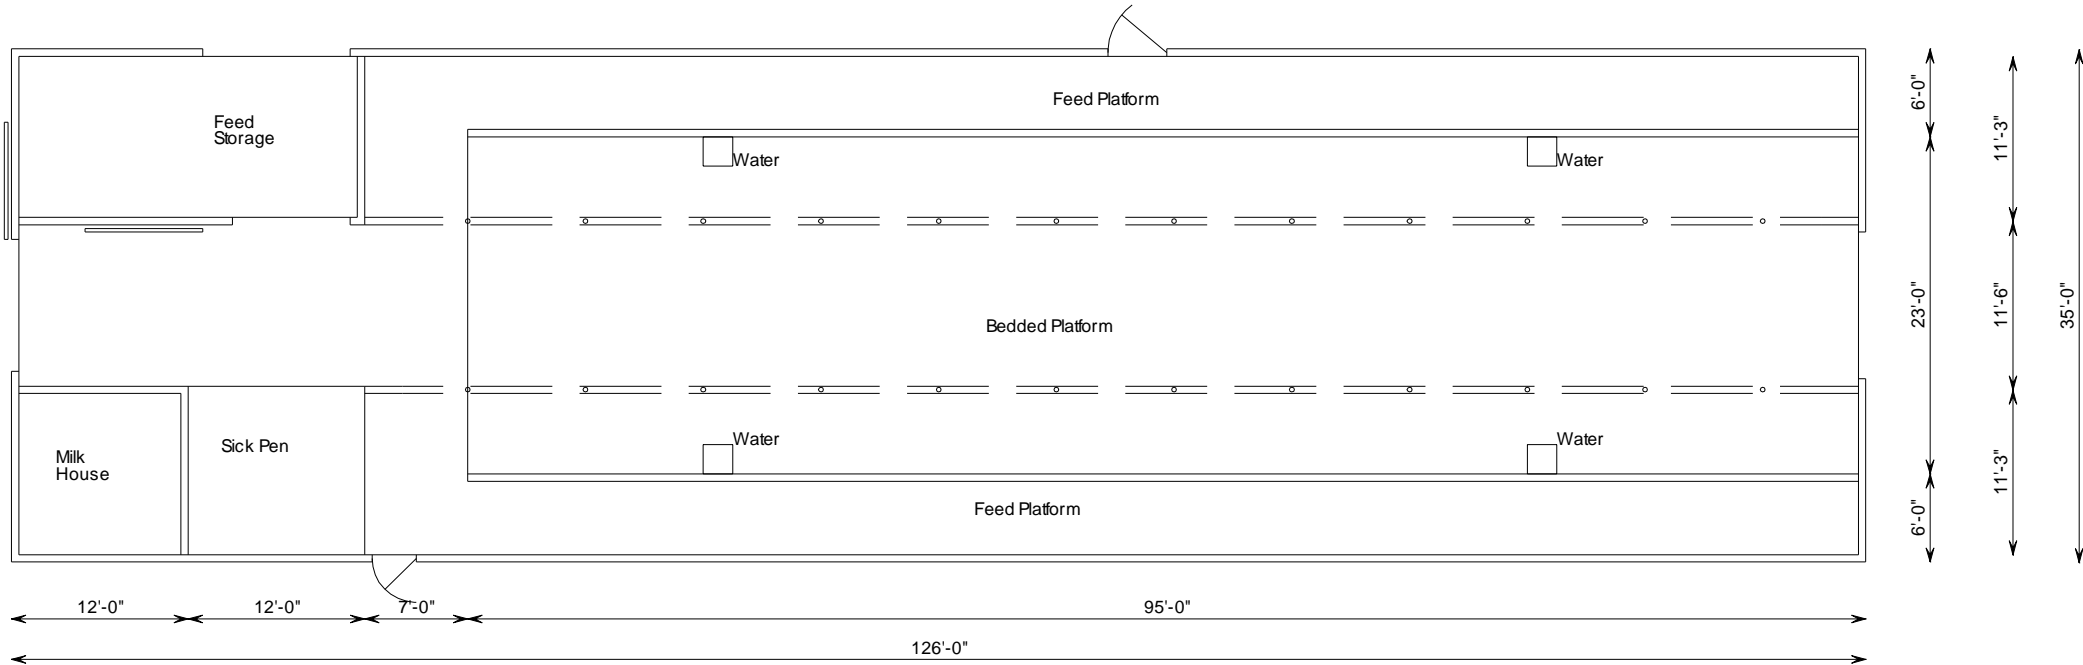 Feed Platform
6'-0"
Feed
Storage
11'-3"
Water
Water
23'-0"
11'-6"
35'-0"
Bedded Platform
Water
Water
Sick Pen
Milk
House
11'-3"
Feed Platform
6'-0"
12'-0"
12'-0"
7'-0"
95'-0"
126'-0"